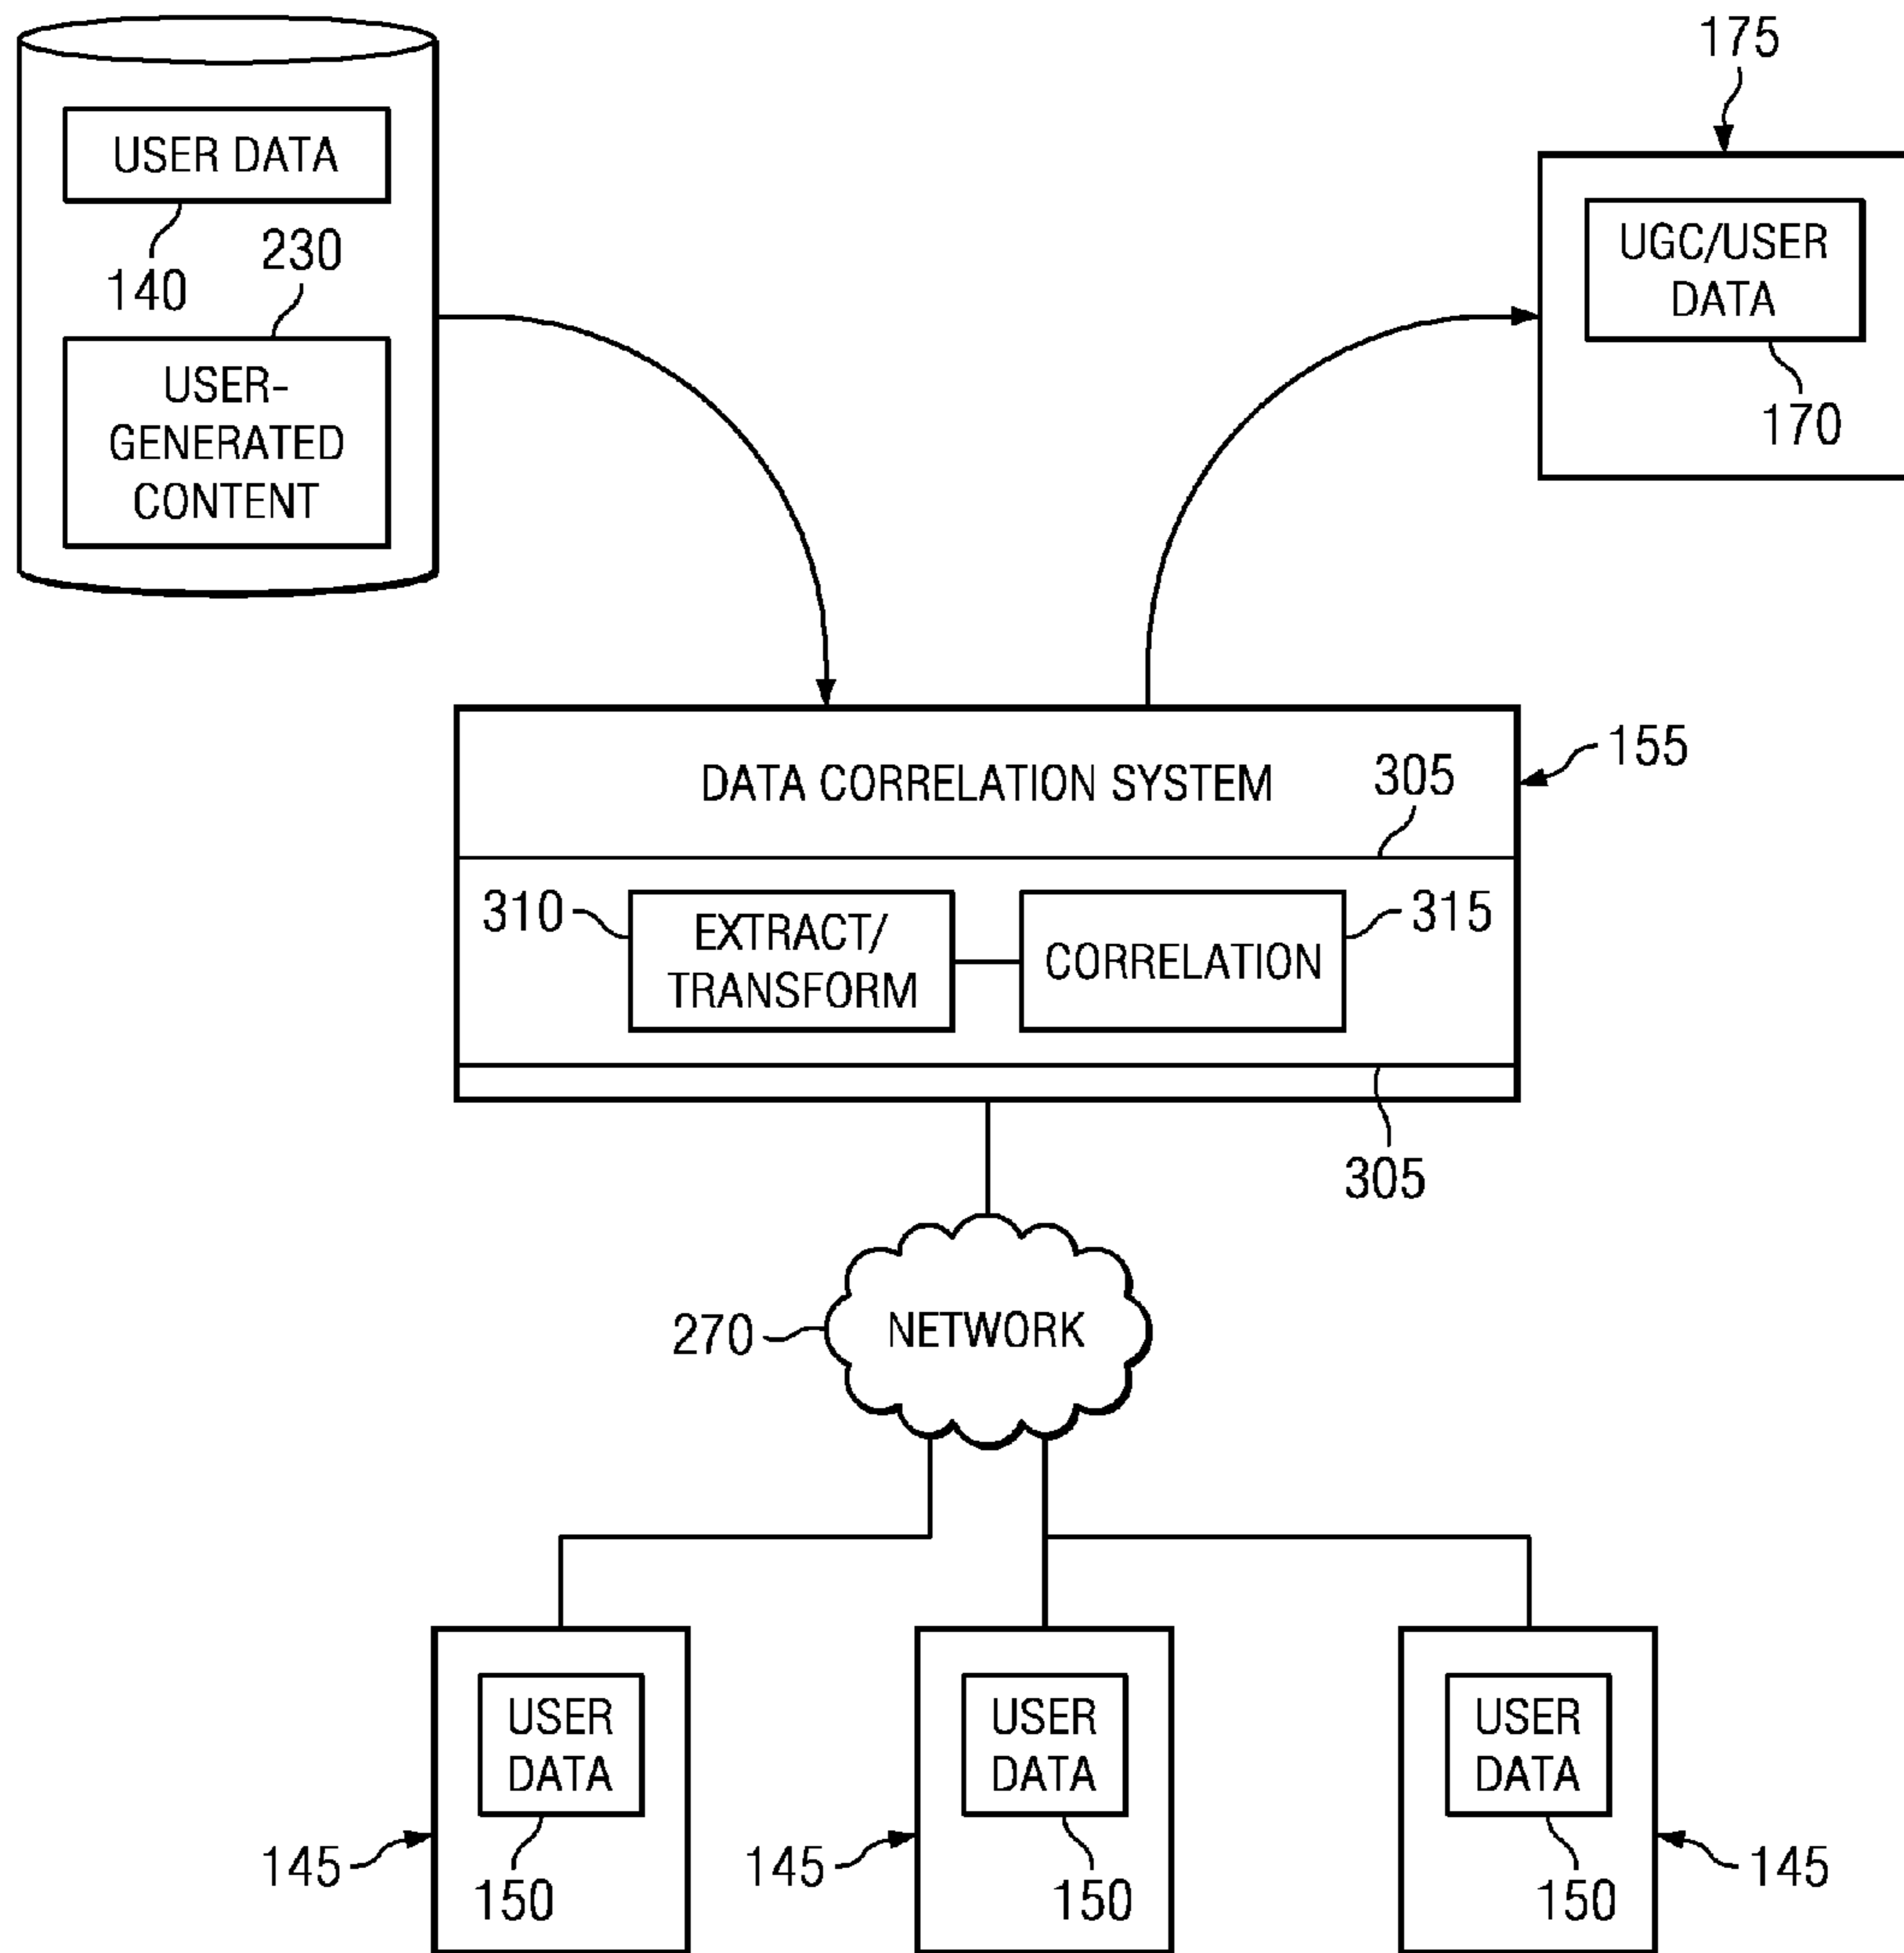 USER DATA
140
230
USER-
GENERATED
CONTENT
175
UGC/USER
DATA
170
DATA CORRELATION SYSTEM
155
305
310
EXTRACT/
TRANSFORM
CORRELATION
315
305
270
NETWORK
USER
DATA
145
150
USER
DATA
145
150
USER
DATA
150
145